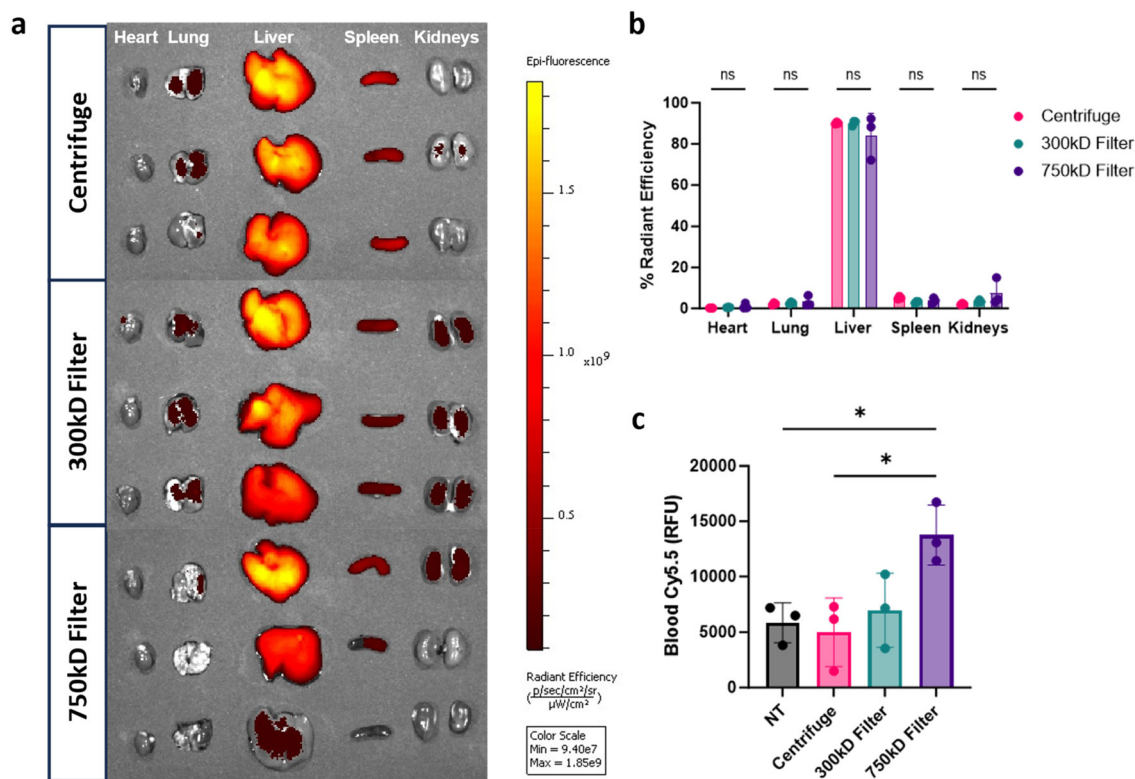 a
Heart Lung Liver Spleen Kidneys
Centrifuge
300kD Filter
750kD Filter
Epi-fluorescence
1.5
1.0
x10⁹
0.5
Radiant Efficiency
(p/sec/cm²/sr / µW/cm²)
Color Scale
Min = 9.40e7
Max = 1.85e9
b
ns ns ns ns ns
% Radiant Efficiency
100
80
60
40
20
0
Heart Lung Liver Spleen Kidneys
Centrifuge
300kD Filter
750kD Filter
c
*
*
Blood Cy5.5 (RFU)
20000
15000
10000
5000
0
NT
Centrifuge
300kD Filter
750kD Filter